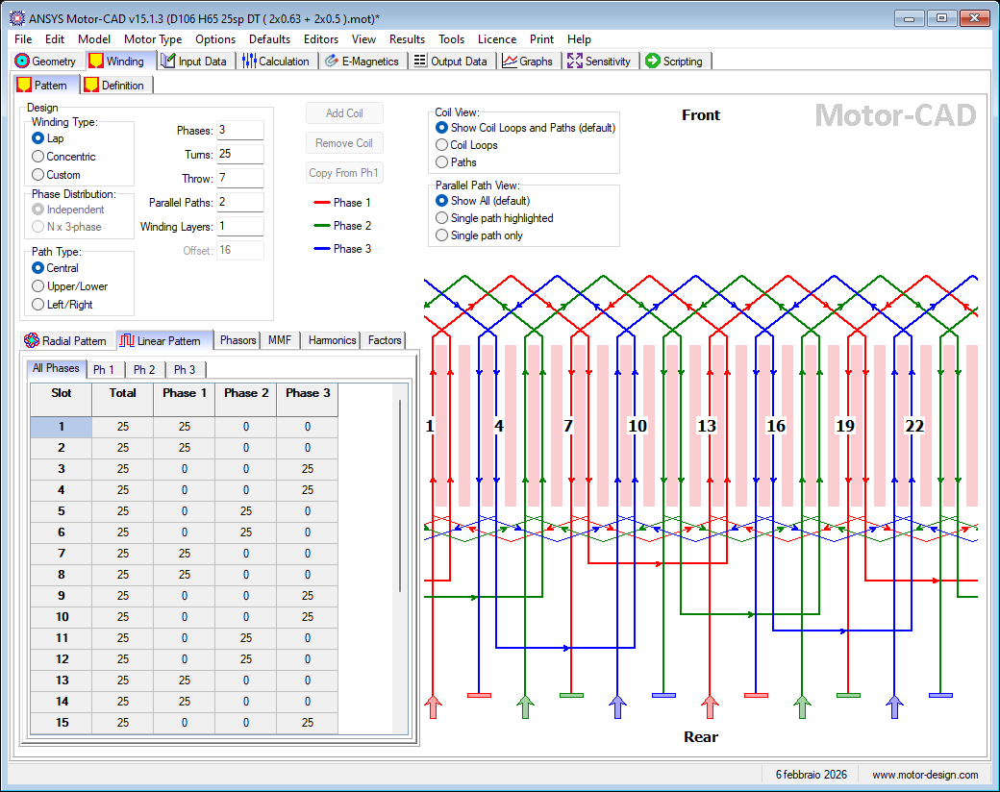 ANSYS Motor-CAD v15.1.3 (D106 H65 25sp DT ( 2x0.63 + 2x0.5 ).mot)*
File Edit Model Motor Type Options Defaults Editors View Results Tools Licence Print Help
Geometry Winding Input Data Calculation E-Magnetics Output Data Graphs Sensitivity Scripting
Pattern Definition
Design
Winding Type:
Lap
Concentric
Custom
Phase Distribution:
Independent
N x 3-phase
Path Type:
Central
Upper/Lower
Left/Right
Phases: 3
Turns: 25
Throw: 7
Parallel Paths: 2
Winding Layers: 1
Offset: 16
Add Coil
Remove Coil
Copy From Ph1
Phase 1
Phase 2
Phase 3
Coil View:
Show Coil Loops and Paths (default)
Coil Loops
Paths
Parallel Path View:
Show All (default)
Single path highlighted
Single path only
Front
Motor-CAD
Radial Pattern Linear Pattern Phasors MMF Harmonics Factors
All Phases Ph 1 Ph 2 Ph 3
Slot Total Phase 1 Phase 2 Phase 3
1 25 25 0 0
2 25 25 0 0
3 25 0 0 25
4 25 0 0 25
5 25 0 25 0
6 25 0 25 0
7 25 25 0 0
8 25 25 0 0
9 25 0 0 25
10 25 0 0 25
11 25 0 25 0
12 25 0 25 0
13 25 25 0 0
14 25 25 0 0
15 25 0 0 25
1 4 7 10 13 16 19 22
Rear
6 febbraio 2026 www.motor-design.com